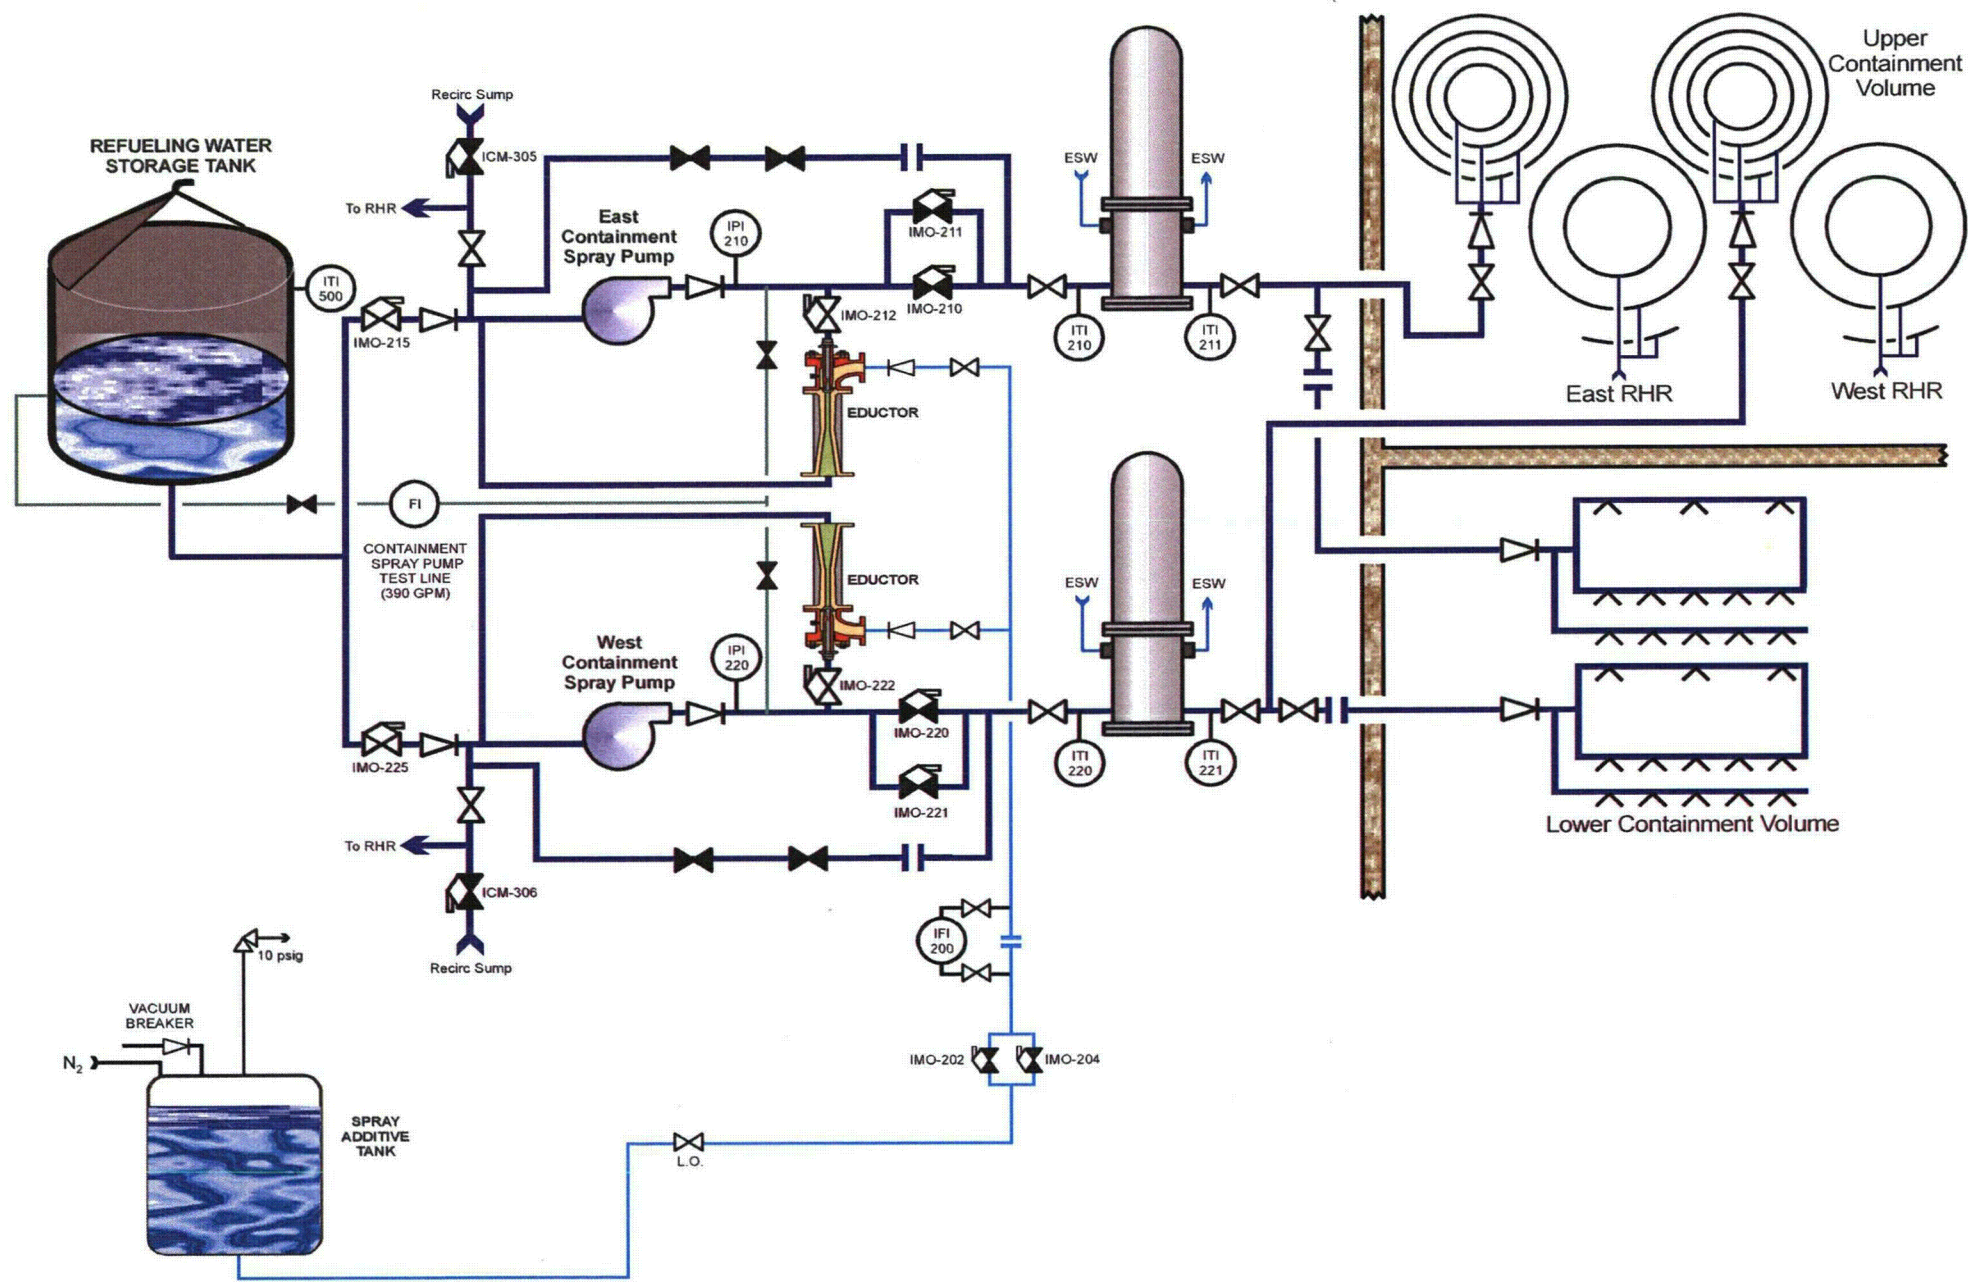 Recirc Sump
REFUELING WATER
STORAGE TANK
ICM-305
To RHR
ITI
500
IMO-215
East
Containment
Spray Pump
IPI
210
IMO-211
IMO-210
IMO-212
EDUCTOR
ESW
ESW
ITI
210
ITI
211
Upper
Containment
Volume
East RHR
West RHR
FI
CONTAINMENT
SPRAY PUMP
TEST LINE
(390 GPM)
EDUCTOR
West
Containment
Spray Pump
IPI
220
IMO-222
IMO-220
IMO-221
IMO-225
ESW
ESW
ITI
220
ITI
221
Lower Containment Volume
To RHR
ICM-306
Recirc Sump
IFI
200
10 psig
VACUUM
BREAKER
N2
SPRAY
ADDITIVE
TANK
IMO-202
IMO-204
L.O.